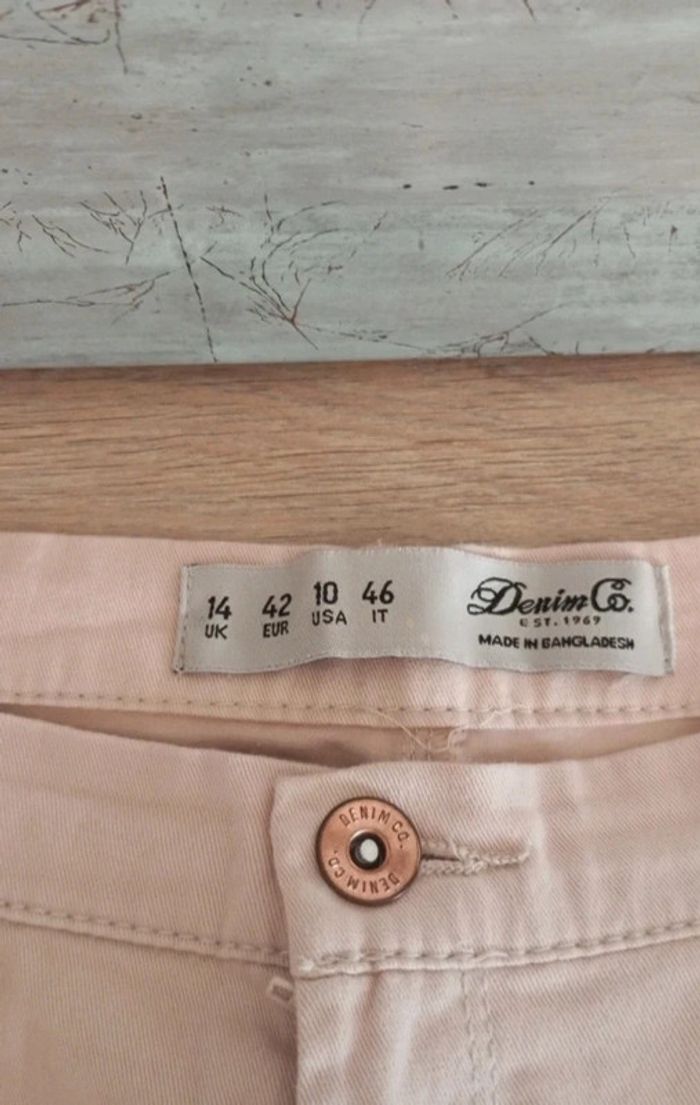 14 42 10 46
UK EUR USA IT
Denim Co.
EST. 1969
MADE IN BANGLADESH
DENIM CO.
DENIM CO.